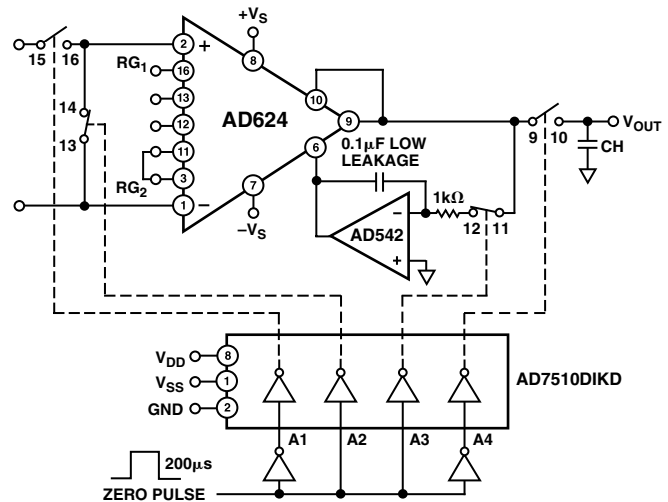 +VS
15 16
RG1
2 +
8
16
13
12
11
3
1 –
RG2
14
13
AD624
10
9
6
7
–VS
0.1µF LOW
LEAKAGE
–
+
AD542
1kΩ
12 11
9 10
VOUT
CH
VDD 8
VSS 1
GND 2
AD7510DIKD
A1 A2 A3 A4
200µs
ZERO PULSE